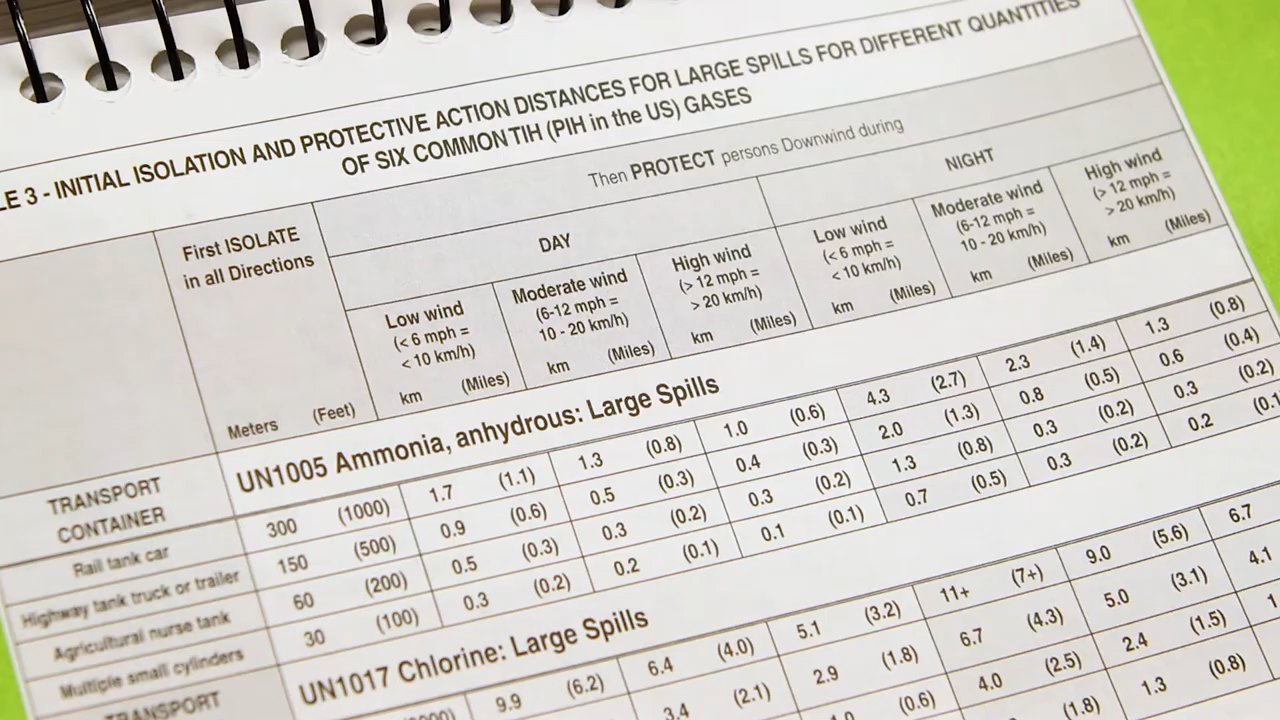 LE 3 - INITIAL ISOLATION AND PROTECTIVE ACTION DISTANCES FOR LARGE SPILLS FOR DIFFERENT QUANTITIES
OF SIX COMMON TIH (PIH in the US) GASES
First ISOLATE
in all Directions
Meters (Feet)
Then PROTECT persons Downwind during
DAY
NIGHT
Low wind
(< 6 mph =
< 10 km/h)
km (Miles)
Moderate wind
(6-12 mph =
10 - 20 km/h)
km (Miles)
High wind
(> 12 mph =
> 20 km/h)
km (Miles)
Low wind
(< 6 mph =
< 10 km/h)
km (Miles)
Moderate wind
(6-12 mph =
10 - 20 km/h)
km (Miles)
High wind
(> 12 mph =
> 20 km/h)
km (Miles)
TRANSPORT
CONTAINER
UN1005 Ammonia, anhydrous: Large Spills
Rail tank car 300 (1000) 1.7 (1.1) 1.3 (0.8) 1.0 (0.6) 4.3 (2.7) 2.3 (1.4) 1.3 (0.8)
Highway tank truck or trailer 150 (500) 0.9 (0.6) 0.5 (0.3) 0.4 (0.3) 2.0 (1.3) 0.8 (0.5) 0.6 (0.4)
Agricultural nurse tank 60 (200) 0.5 (0.3) 0.3 (0.2) 0.3 (0.2) 1.3 (0.8) 0.3 (0.2) 0.3 (0.2)
Multiple small cylinders 30 (100) 0.3 (0.2) 0.2 (0.1) 0.1 (0.1) 0.7 (0.5) 0.3 (0.2) 0.2 (0.1
TRANSPORT
UN1017 Chlorine: Large Spills
9.9 (6.2) 6.4 (4.0) 5.1 (3.2) 11+ (7+) 9.0 (5.6) 6.7
3.4 (2.1) 2.9 (1.8) 6.7 (4.3) 5.0 (3.1) 4.1
(0.6) 4.0 (2.5) 2.4 (1.5)
(1.8) 1.3 (0.8)